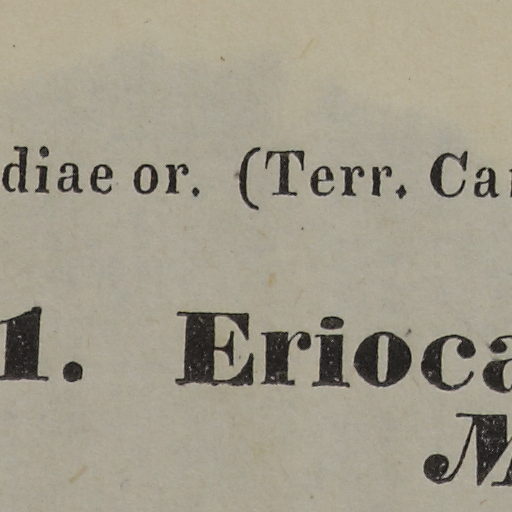 diae or. (Terr. Ca
1. Erioca
M